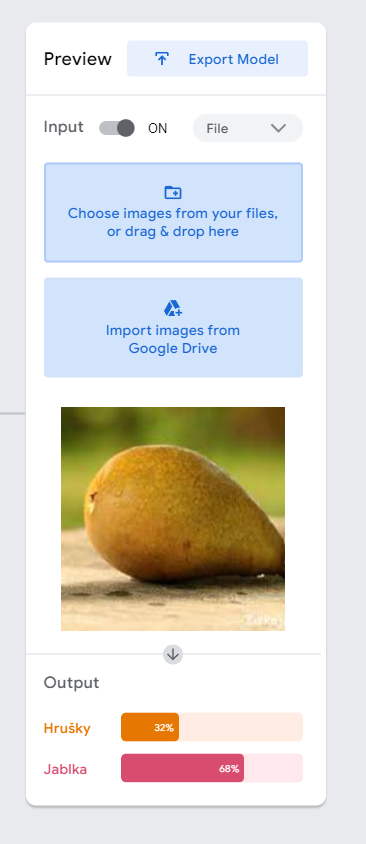 Preview
Export Model
Input
ON
File
Choose images from your files,
or drag & drop here
Import images from
Google Drive
Output
Hrušky
32%
Jablka
68%